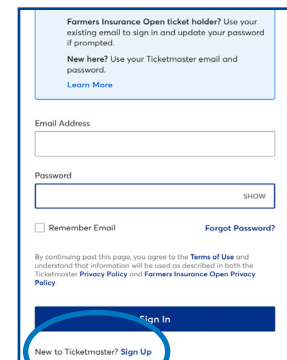 Farmers Insurance Open ticket holder? Use your
existing email to sign in and update your password
if prompted.
New here? Use your Ticketmaster email and
password.
Learn More
Email Address
Password
SHOW
Remember Email Forgot Password?
By continuing past this page, you agree to the Terms of Use and
understand that information will be used as described in both the
Ticketmaster Privacy Policy and Farmers Insurance Open Privacy
Policy.
Sign In
New to Ticketmaster? Sign Up